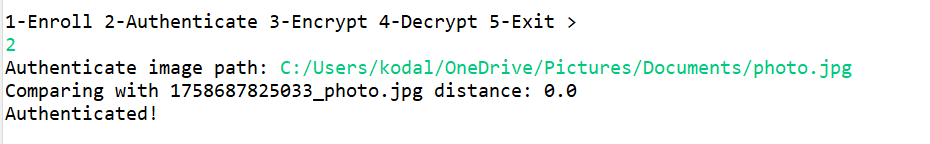 1-Enroll 2-Authenticate 3-Encrypt 4-Decrypt 5-Exit >
2
Authenticate image path: C:/Users/kodal/OneDrive/Pictures/Documents/photo.jpg
Comparing with 1758687825033_photo.jpg distance: 0.0
Authenticated!